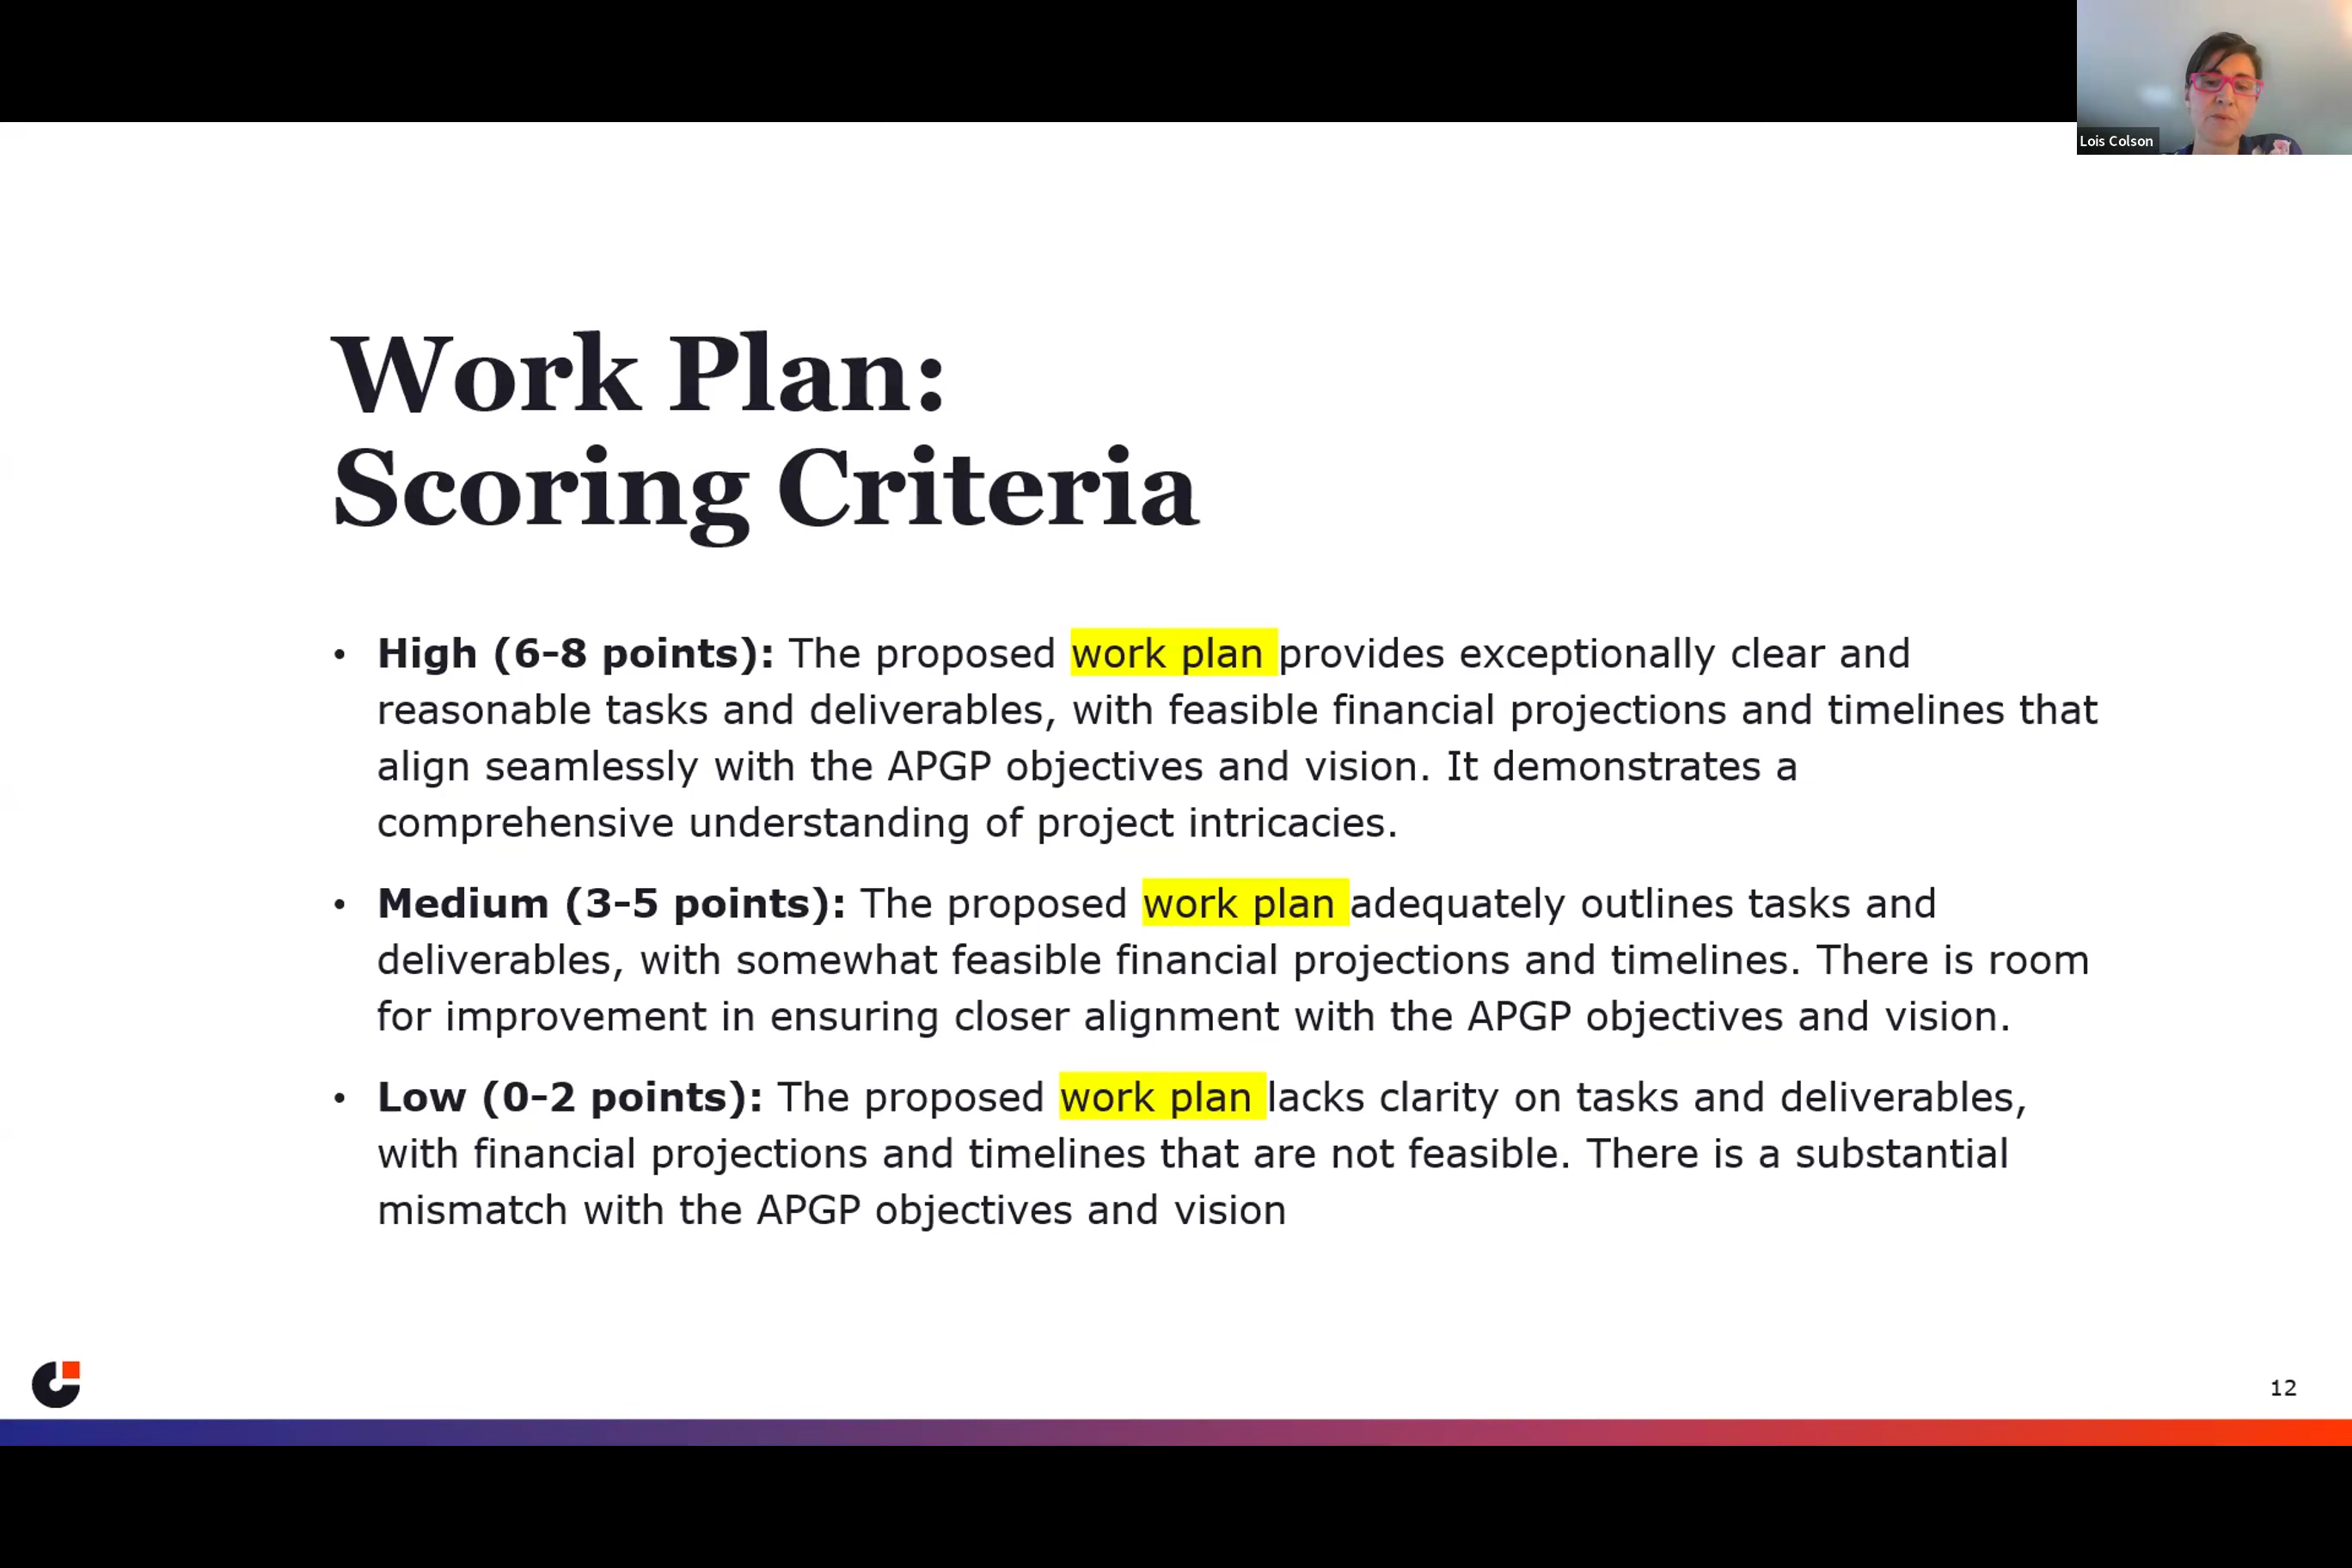 Lois Colson
Work Plan:
Scoring Criteria
• High (6-8 points): The proposed work plan provides exceptionally clear and
reasonable tasks and deliverables, with feasible financial projections and timelines that
align seamlessly with the APGP objectives and vision. It demonstrates a
comprehensive understanding of project intricacies.
• Medium (3-5 points): The proposed work plan adequately outlines tasks and
deliverables, with somewhat feasible financial projections and timelines. There is room
for improvement in ensuring closer alignment with the APGP objectives and vision.
• Low (0-2 points): The proposed work plan lacks clarity on tasks and deliverables,
with financial projections and timelines that are not feasible. There is a substantial
mismatch with the APGP objectives and vision
12